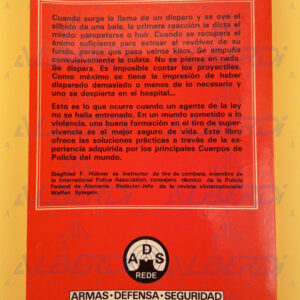 Cuando surge la llama de un disparo y se oye el
silbido de una bala, la primera reacción la dicta el
miedo: parapetarse o huir. Cuando se recupera el
ánimo suficiente para extraer el revólver de su
funda, parace que pesa veinte kilos. Se empuña
convulsivamente la culata. No se piensa en nada.
Se dispara. Es imposible contar los proyectiles.
Como máximo se tiene la impresión de haber
disparado demasiado o menos de lo necesario y
uno se despierta en el hospital...
Esto es lo que ocurre cuando un agente de la ley
no se halla entrenado. En un mundo sometido a la
violencia, una buena formación en el tiro de super-
vivencia es el mejor seguro de vida. Este libro
ofrece las soluciones prácticas a través de la ex-
periencia adquirida por los principales Cuerpos de
Policía del mundo.
Siegfried F. Hübner es instructor de tiro de combate, miembro de
la International Police Association, consejero técnico de la Policía
Federal de Alemania. Redactor-Jefe de la revista «Internationaler
Waffen Spiegel».
ADS
REDE
ARMAS·DEFENSA·SEGURIDAD